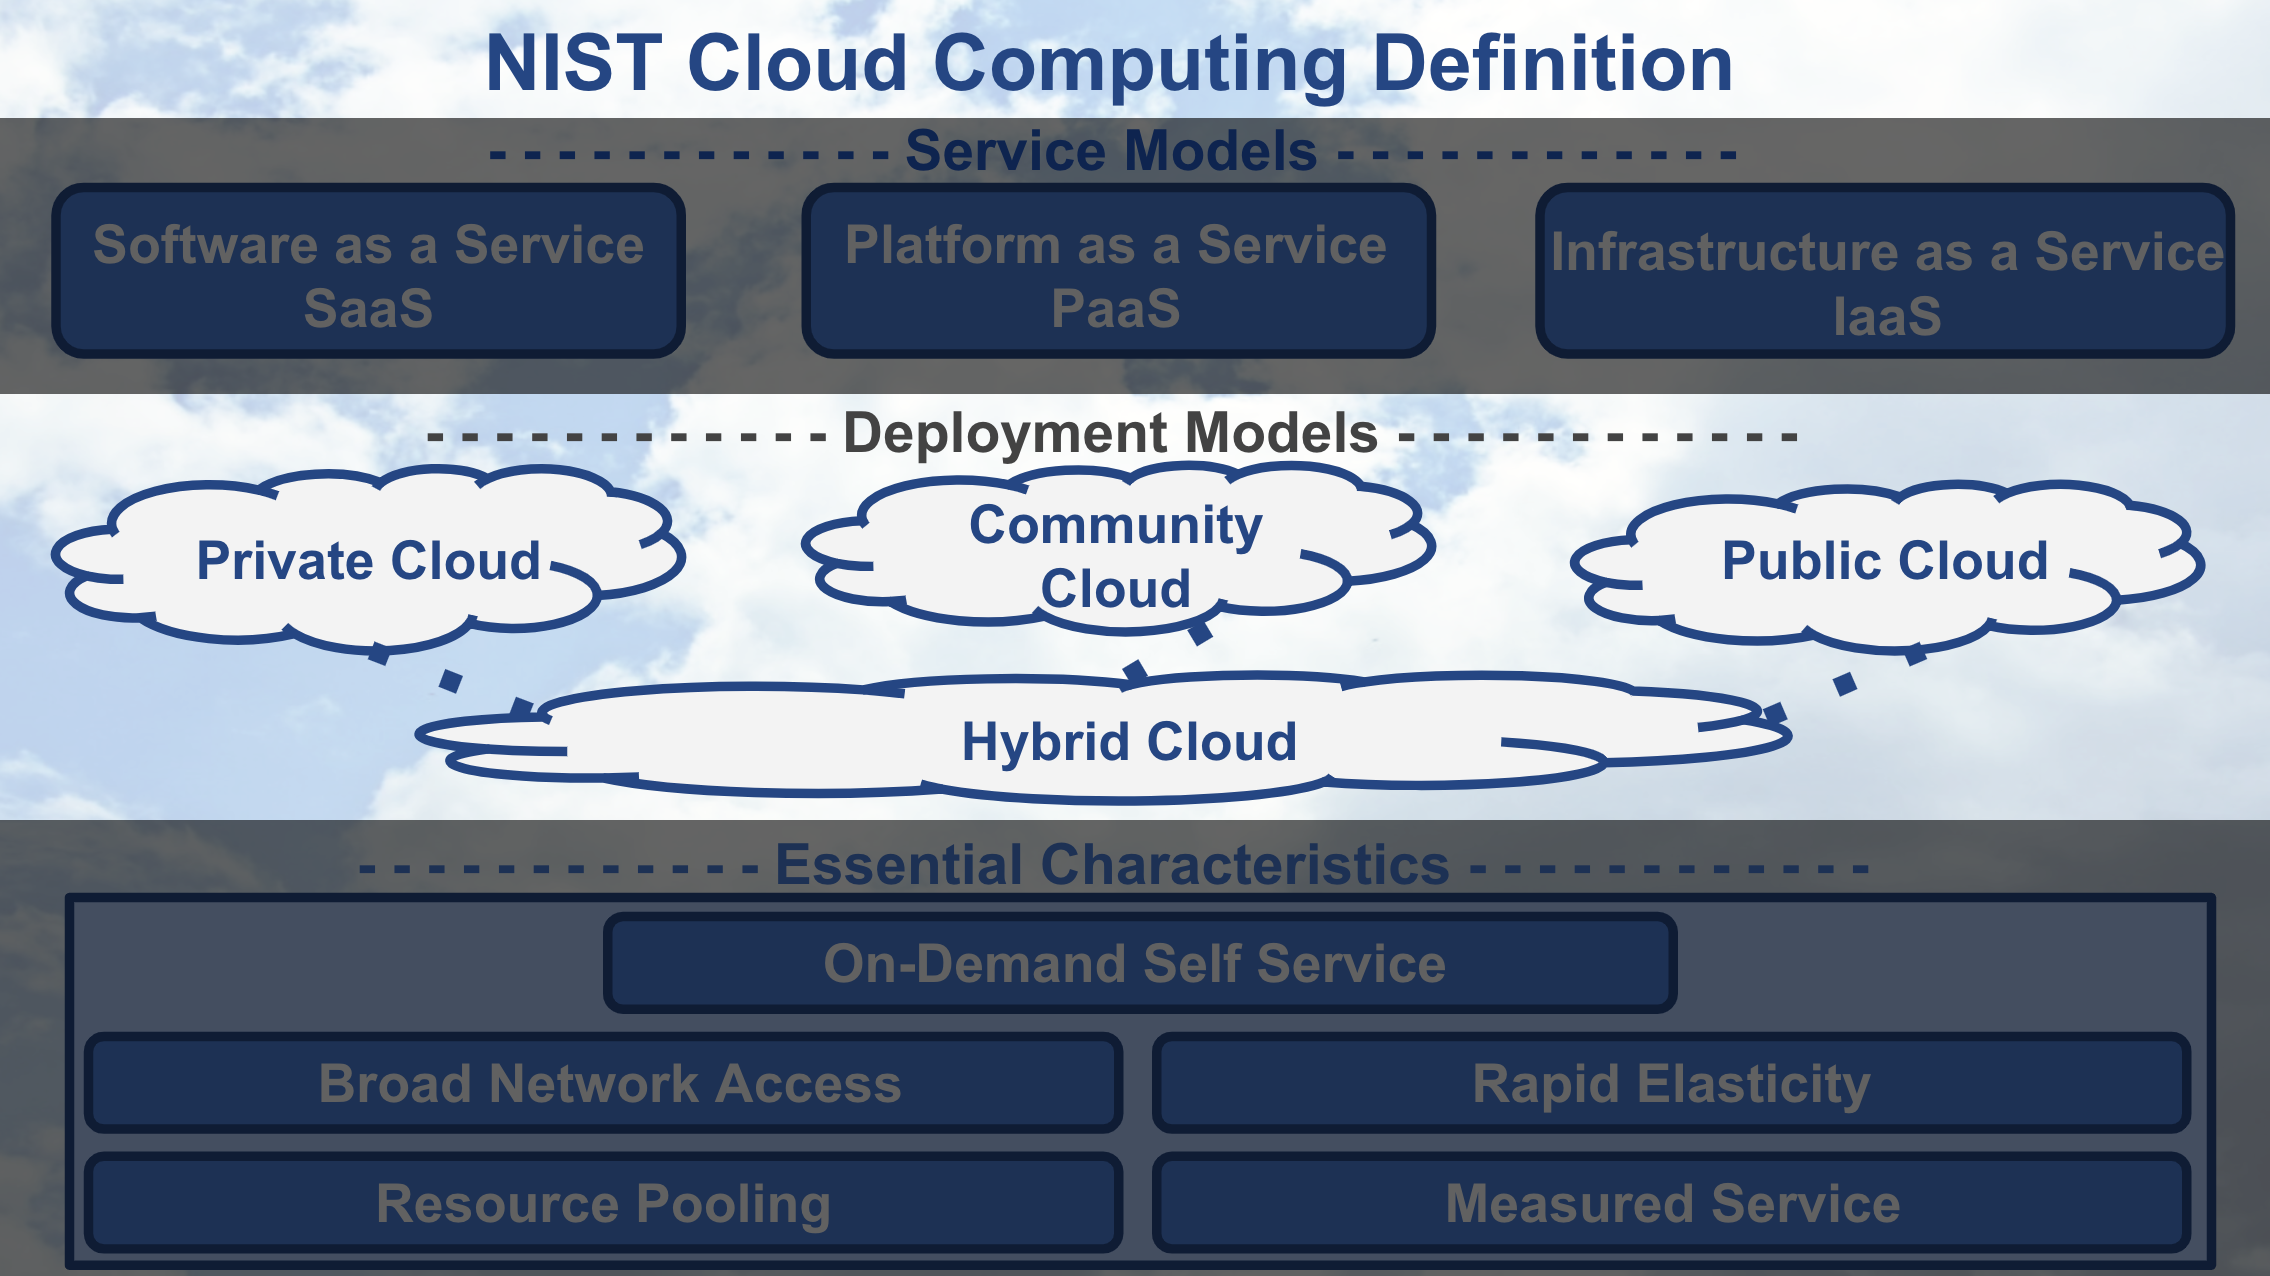 NIST Cloud Computing Definition
- - - - - - - - - - - - Service Models - - - - - - - - - - - -
Software as a Service
SaaS
Platform as a Service
PaaS
Infrastructure as a Service
IaaS
- - - - - - - - - - - - Deployment Models - - - - - - - - - - - -
Private Cloud
Community
Cloud
Public Cloud
Hybrid Cloud
- - - - - - - - - - - - Essential Characteristics - - - - - - - - - - - -
On-Demand Self Service
Broad Network Access
Rapid Elasticity
Resource Pooling
Measured Service